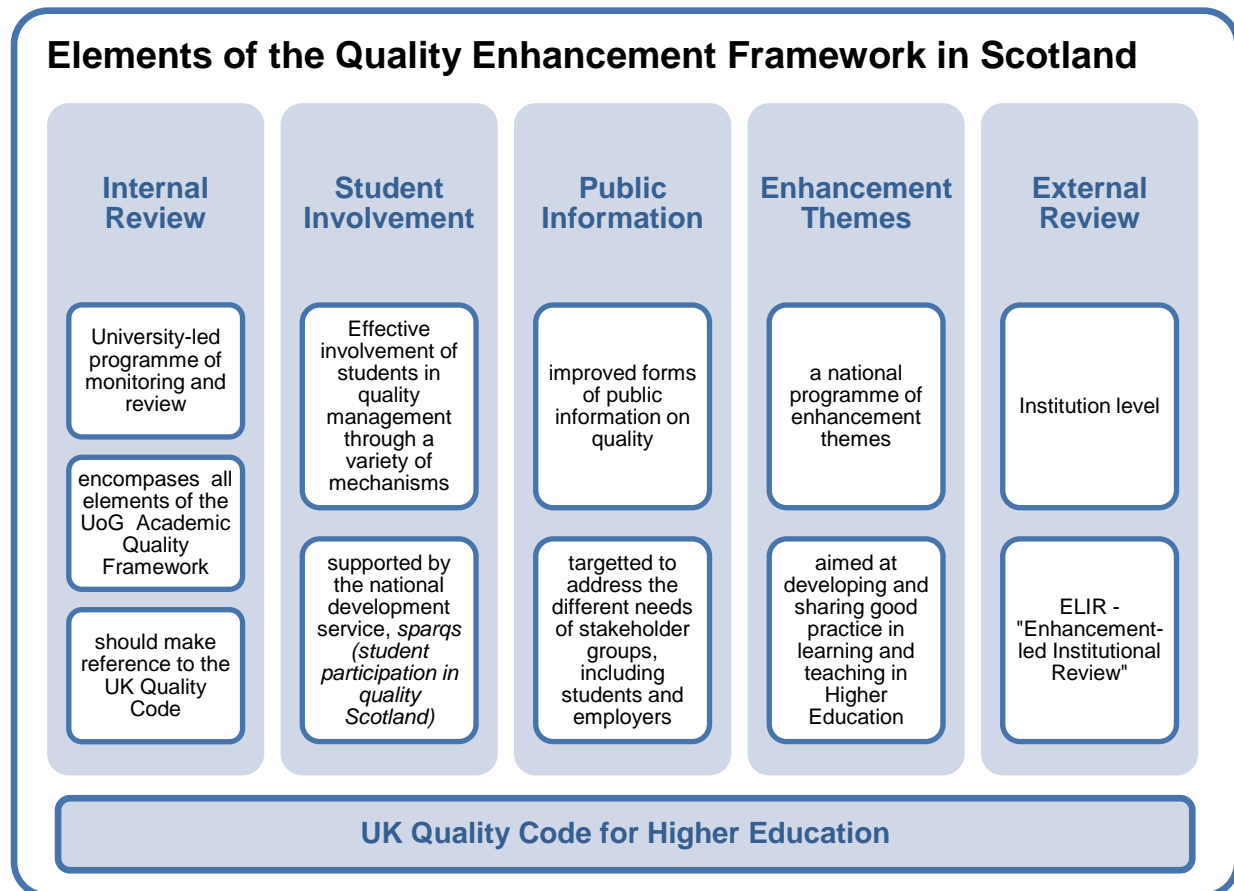 Elements of the Quality Enhancement Framework in Scotland
Internal
Review
University-led
programme of
monitoring and
review
encompases all
elements of the
UoG Academic
Quality
Framework
should make
reference to the
UK Quality
Code
Student
Involvement
Effective
involvement of
students in
quality
management
through a
variety of
mechanisms
supported by
the national
development
service, sparqs
(student
participation in
quality
Scotland)
Public
Information
improved forms
of public
information on
quality
targetted to
address the
different needs
of stakeholder
groups,
including
students and
employers
Enhancement
Themes
a national
programme of
enhancement
themes
aimed at
developing and
sharing good
practice in
learning and
teaching in
Higher
Education
External
Review
Institution level
ELIR -
"Enhancement-
led Institutional
Review"
UK Quality Code for Higher Education